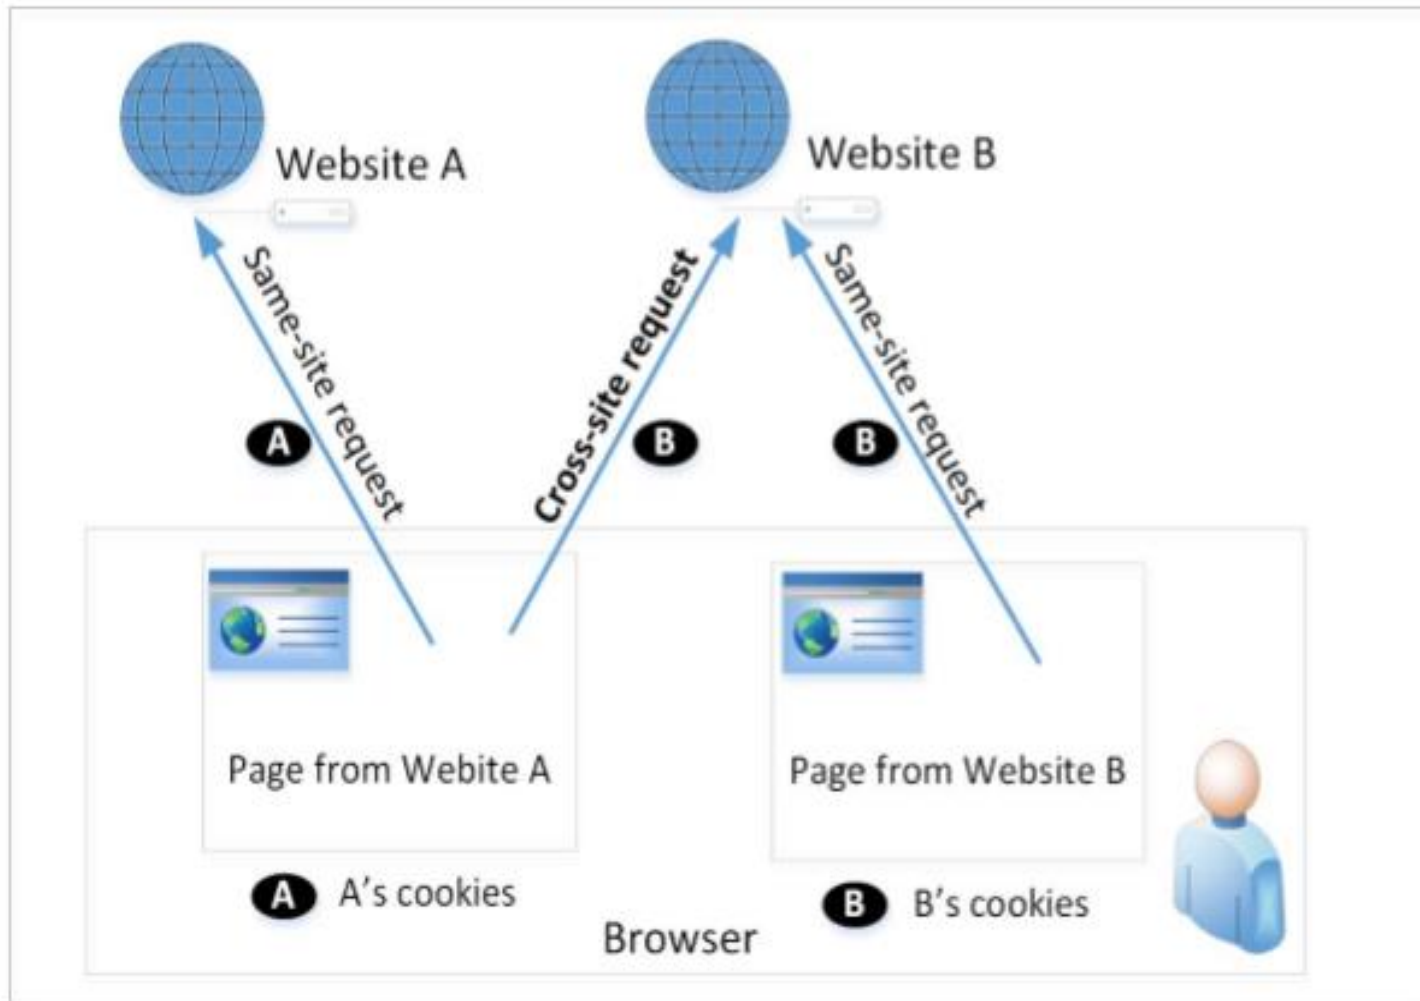 Website A
Website B
Same-site request
Cross-site request
Same-site request
A
B
B
Page from Webite A
Page from Website B
A A's cookies
B B's cookies
Browser